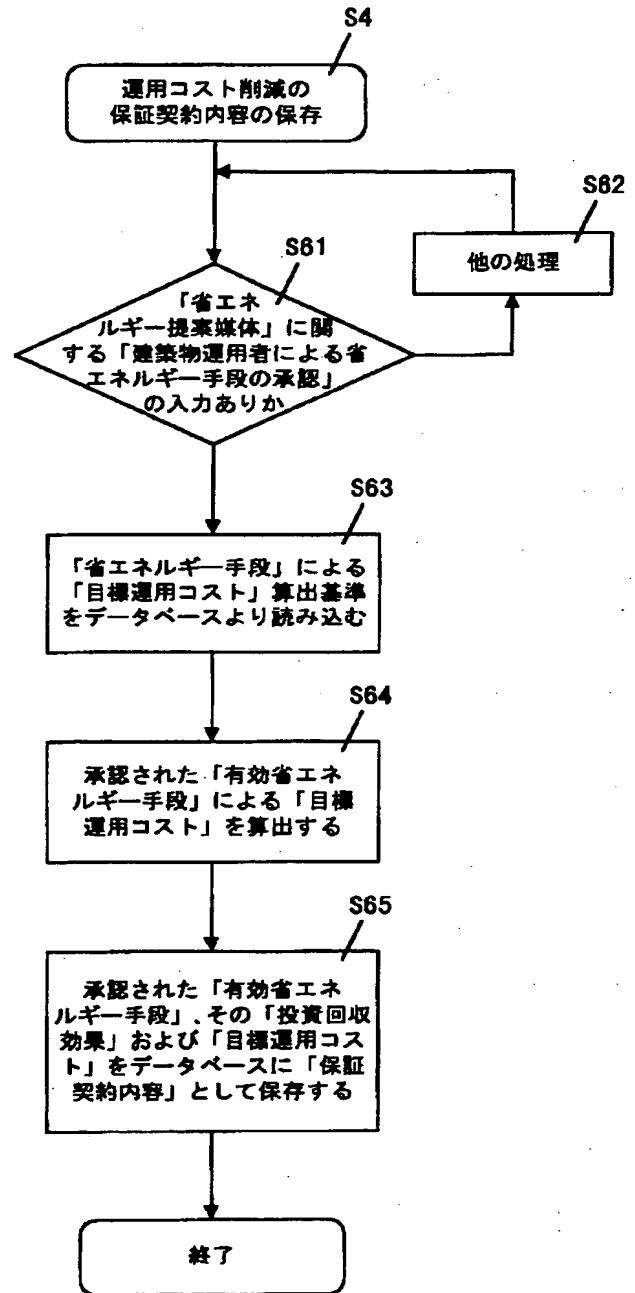 S4
運用コスト削減の
保証契約内容の保存
S62
他の処理
S61
「省エネ
ルギー提案媒体」に関
する「建築物運用者による省
エネルギー手段の承認」
の入力ありか
S63
「省エネルギー手段」による
「目標運用コスト」算出基準
をデータベースより読み込む
S64
承認された「有効省エネ
ルギー手段」による「目標
運用コスト」を算出する
S65
承認された「有効省エネ
ルギー手段」、その「投資回収
効果」および「目標運用コス
ト」をデータベースに「保証
契約内容」として保存する
終了